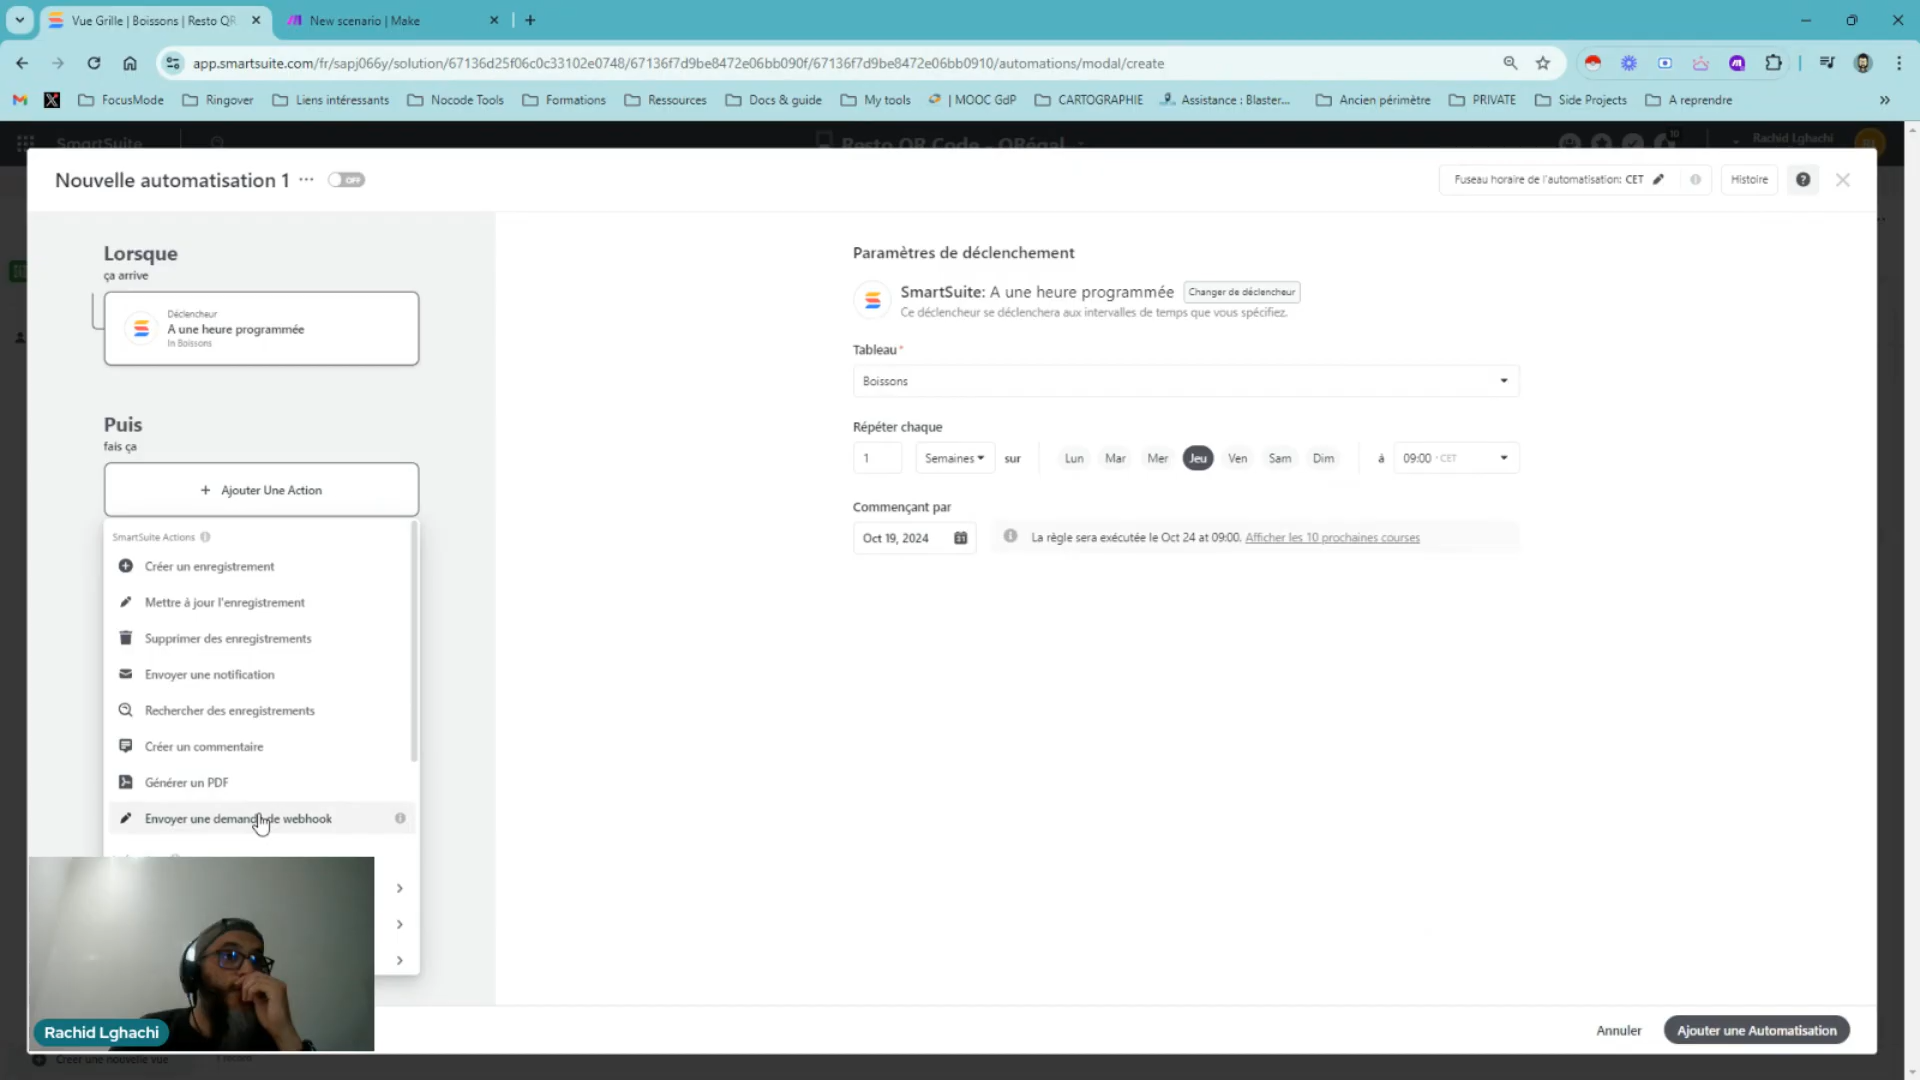 Vue Grille | Boissons | Resto QR
New scenario | Make
app.smartsuite.com/fr/sapj066y/solution/67136d25f06c0c33102e0748/67136f7d9be8472e06bb090f/67136f7d9be8472e06bb0910/automations/modal/create
FocusMode
Ringover
Liens intéressants
Nocode Tools
Formations
Ressources
Docs & guide
My tools
| MOOC GdP
CARTOGRAPHIE
Assistance : Blaster...
Ancien périmètre
PRIVATE
Side Projects
A reprendre
SmartSuite
Resto QR Code - QRégal
10
Rachid Lghachi
Nouvelle automatisation 1
OFF
Fuseau horaire de l'automatisation: CET
Histoire
Lorsque
ça arrive
Déclencheur
A une heure programmée
In Boissons
Puis
fais ça
+ Ajouter Une Action
SmartSuite Actions
Créer un enregistrement
Mettre à jour l'enregistrement
Supprimer des enregistrements
Envoyer une notification
Rechercher des enregistrements
Créer un commentaire
Générer un PDF
Envoyer une demande de webhook
Paramètres de déclenchement
SmartSuite: A une heure programmée
Changer de déclencheur
Ce déclencheur se déclenchera aux intervalles de temps que vous spécifiez.
Tableau*
Boissons
Répéter chaque
1
Semaines
sur
Lun
Mar
Mer
Jeu
Ven
Sam
Dim
à
09:00 · CET
Commençant par
Oct 19, 2024
La règle sera exécutée le Oct 24 at 09:00. Afficher les 10 prochaines courses
Rachid Lghachi
Annuler
Ajouter une Automatisation
Créer une nouvelle vue